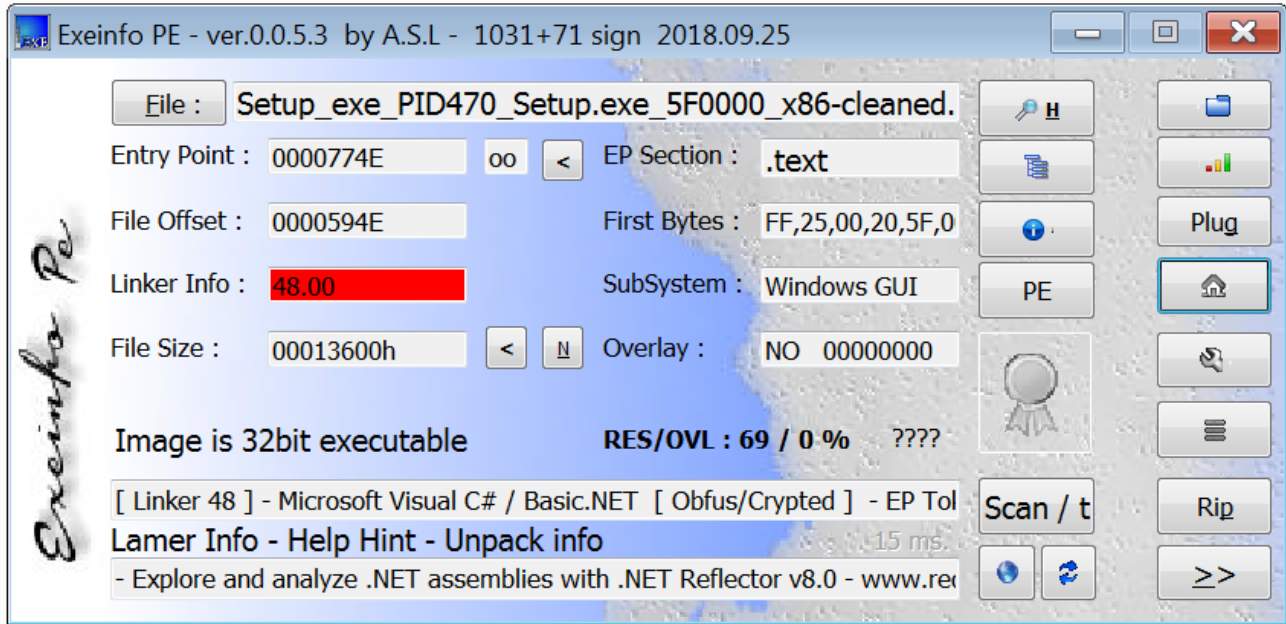 Exeinfo PE - ver.0.0.5.3 by A.S.L - 1031+71 sign 2018.09.25
File : Setup_exe_PID470_Setup.exe_5F0000_x86-cleaned. H
Entry Point : 0000774E oo < EP Section : .text
File Offset : 0000594E First Bytes : FF,25,00,20,5F,0 Plug
Linker Info : 48.00 SubSystem : Windows GUI PE
File Size : 00013600h < N Overlay : NO 00000000
Image is 32bit executable RES/OVL : 69 / 0 % ????
[ Linker 48 ] - Microsoft Visual C# / Basic.NET [ Obfus/Crypted ] - EP Tol Scan / t Rip
Lamer Info - Help Hint - Unpack info 15 ms.
- Explore and analyze .NET assemblies with .NET Reflector v8.0 - www.red >>
Exeinfo Pe